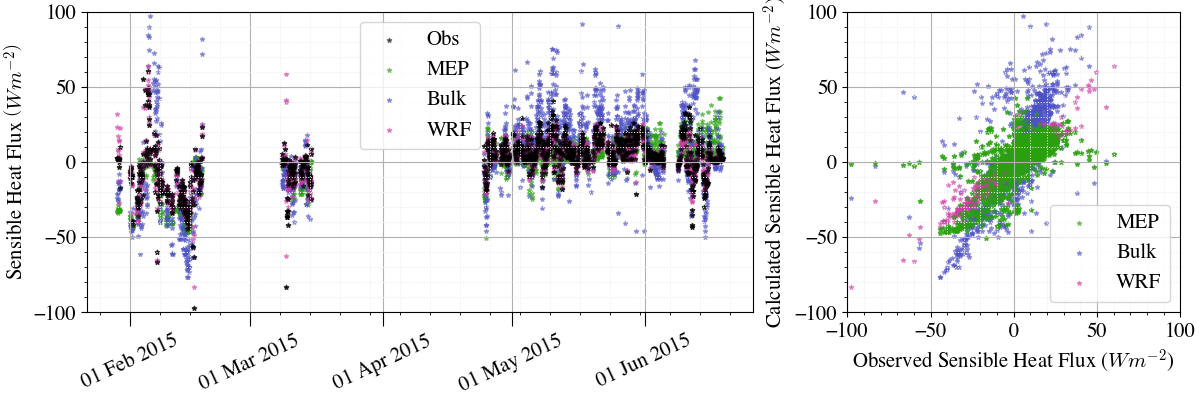 Sensible Heat Flux (Wm⁻²)
100
50
0
−50
−100
01 Feb 2015
01 Mar 2015
01 Apr 2015
01 May 2015
01 Jun 2015
Obs
MEP
Bulk
WRF
Calculated Sensible Heat Flux (Wm⁻²)
100
50
0
−50
−100
−100
−50
0
50
100
Observed Sensible Heat Flux (Wm⁻²)
MEP
Bulk
WRF